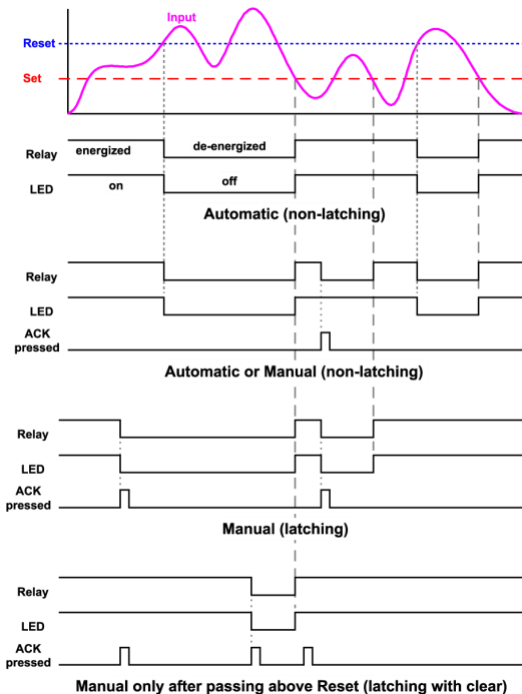 Input
Reset
Set
Relay energized de-energized
LED on off
Automatic (non-latching)
Relay
LED
ACK
pressed
Automatic or Manual (non-latching)
Relay
LED
ACK
pressed
Manual (latching)
Relay
LED
ACK
pressed
Manual only after passing above Reset (latching with clear)